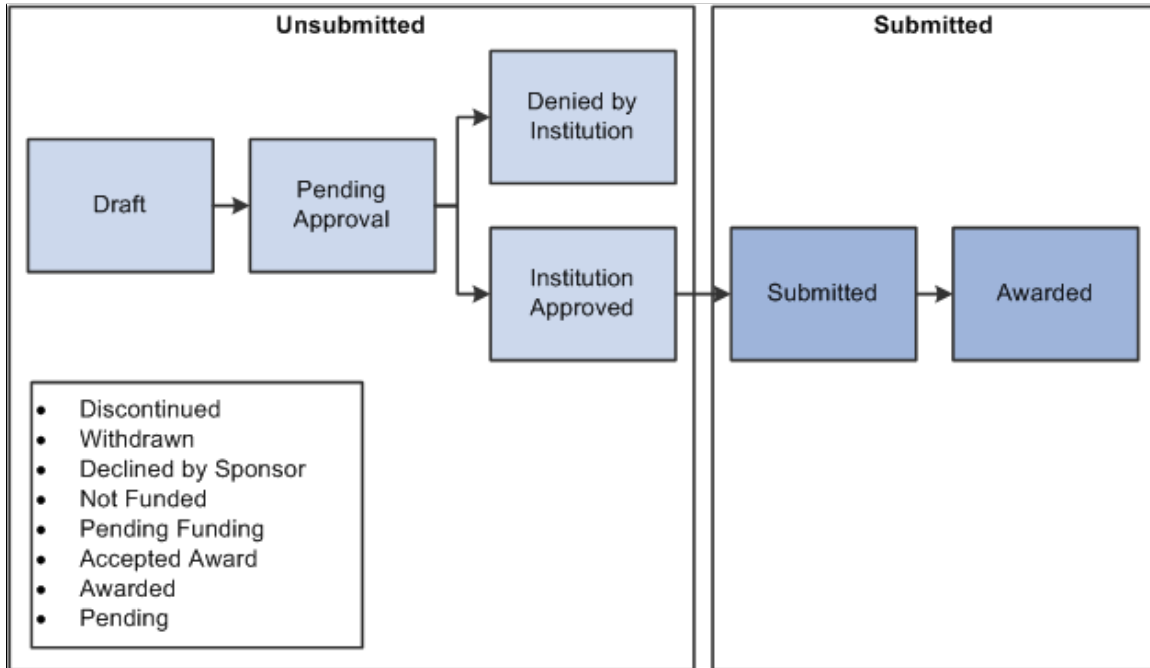 Unsubmitted
Submitted
Denied by
Institution
Draft
Pending
Approval
Institution
Approved
Submitted
Awarded
• Discontinued
• Withdrawn
• Declined by Sponsor
• Not Funded
• Pending Funding
• Accepted Award
• Awarded
• Pending